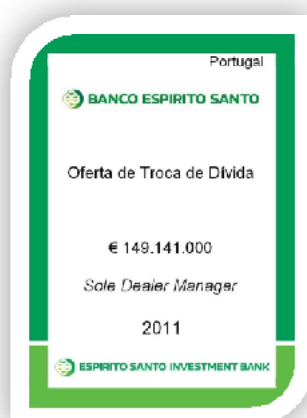 Portugal
BANCO ESPIRITO SANTO
Oferta de Troca de Dívida
€ 149.141.000
Sole Dealer Manager
2011
ESPIRITO SANTO INVESTMENT BANK